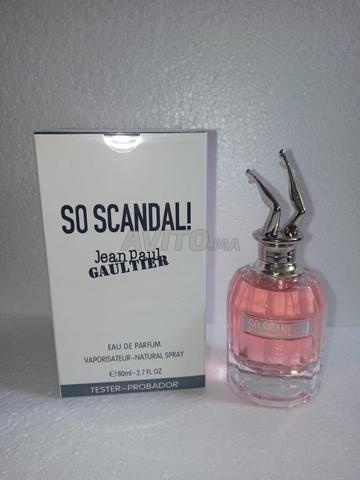 SO SCANDAL!
Jean Paul
GAULTIER
EAU DE PARFUM
VAPORISATEUR-NATURAL SPRAY
℮80ml-2.7 FL OZ
TESTER-PROBADOR
AVITO.ma
SO SCANDAL!